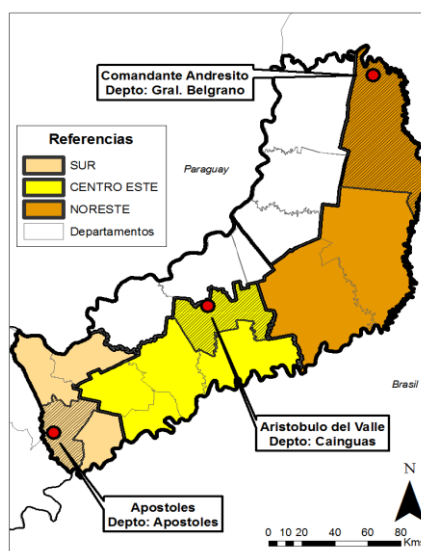 Comandante Andresito
Depto: Gral. Belgrano
Referencias
SUR
CENTRO ESTE
NORESTE
Departamentos
Paraguay
Brasil
Aristobulo del Valle
Depto: Cainguas
Apostoles
Depto: Apostoles
N
0 10 20 40 60 80
Kms